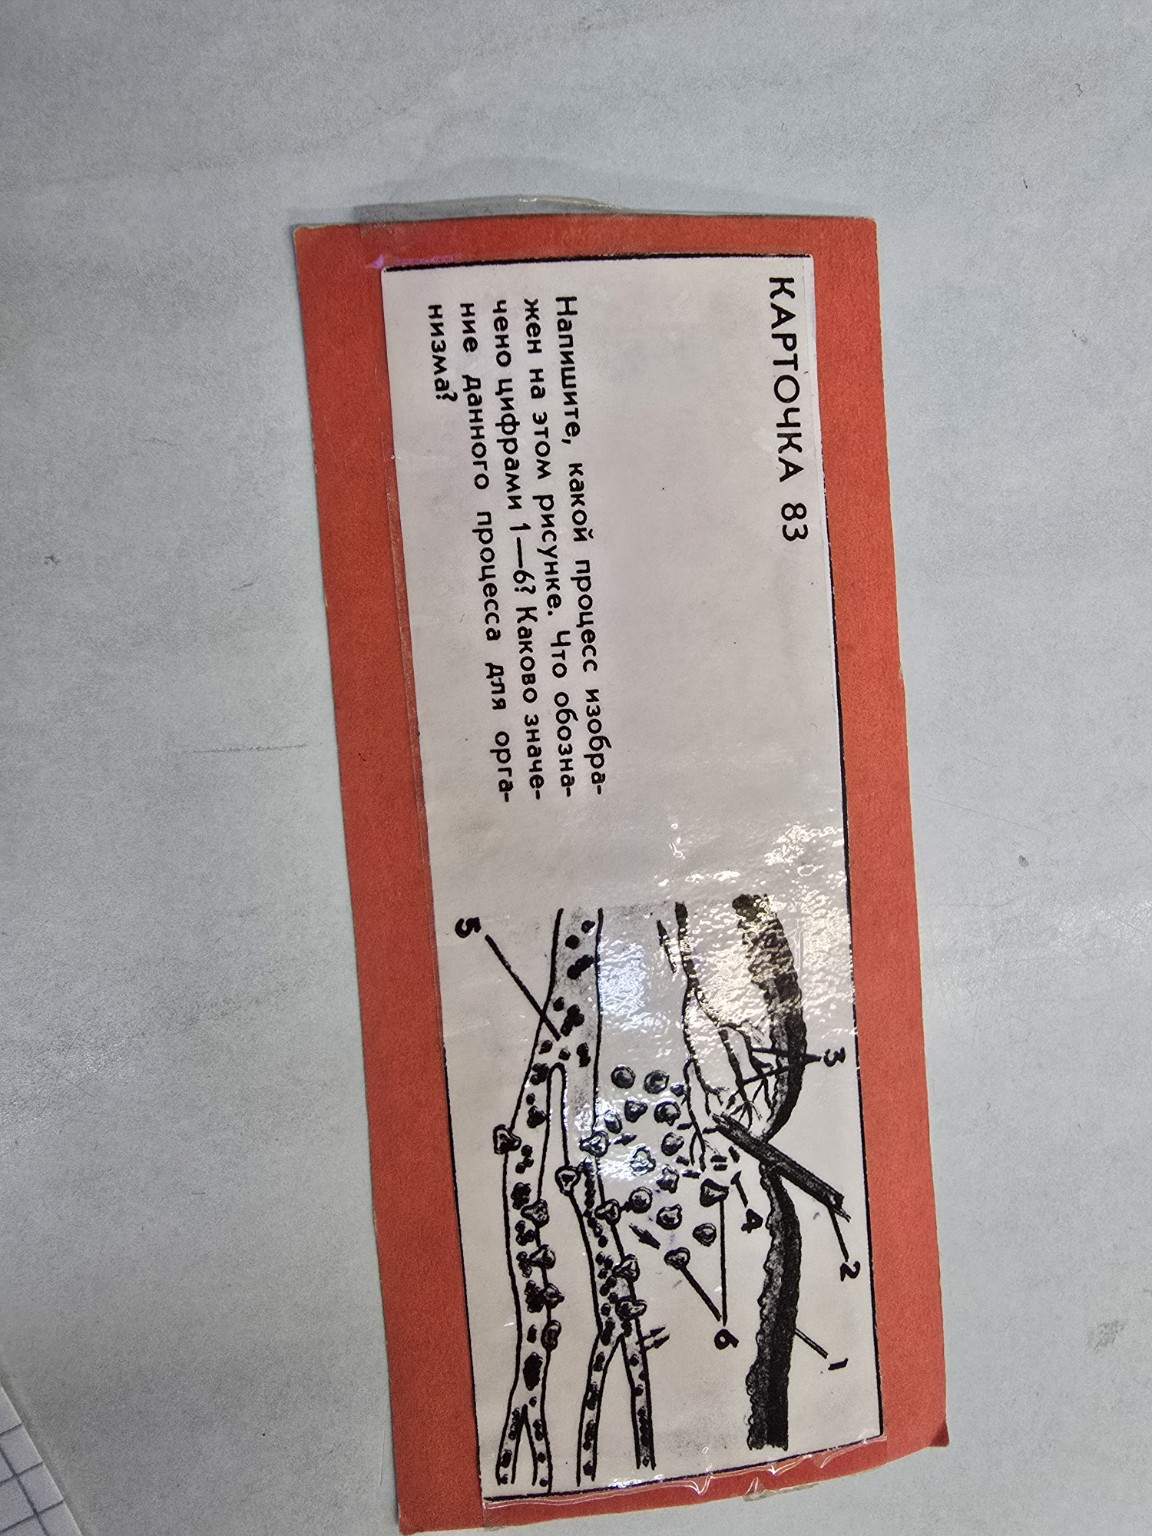 КАРТОЧКА 83
Напишите, какой процесс изобра-
жен на этом рисунке. Что обозна-
чено цифрами 1—6? Каково значе-
ние данного процесса для орга-
низма?
3
2
1
4
6
5